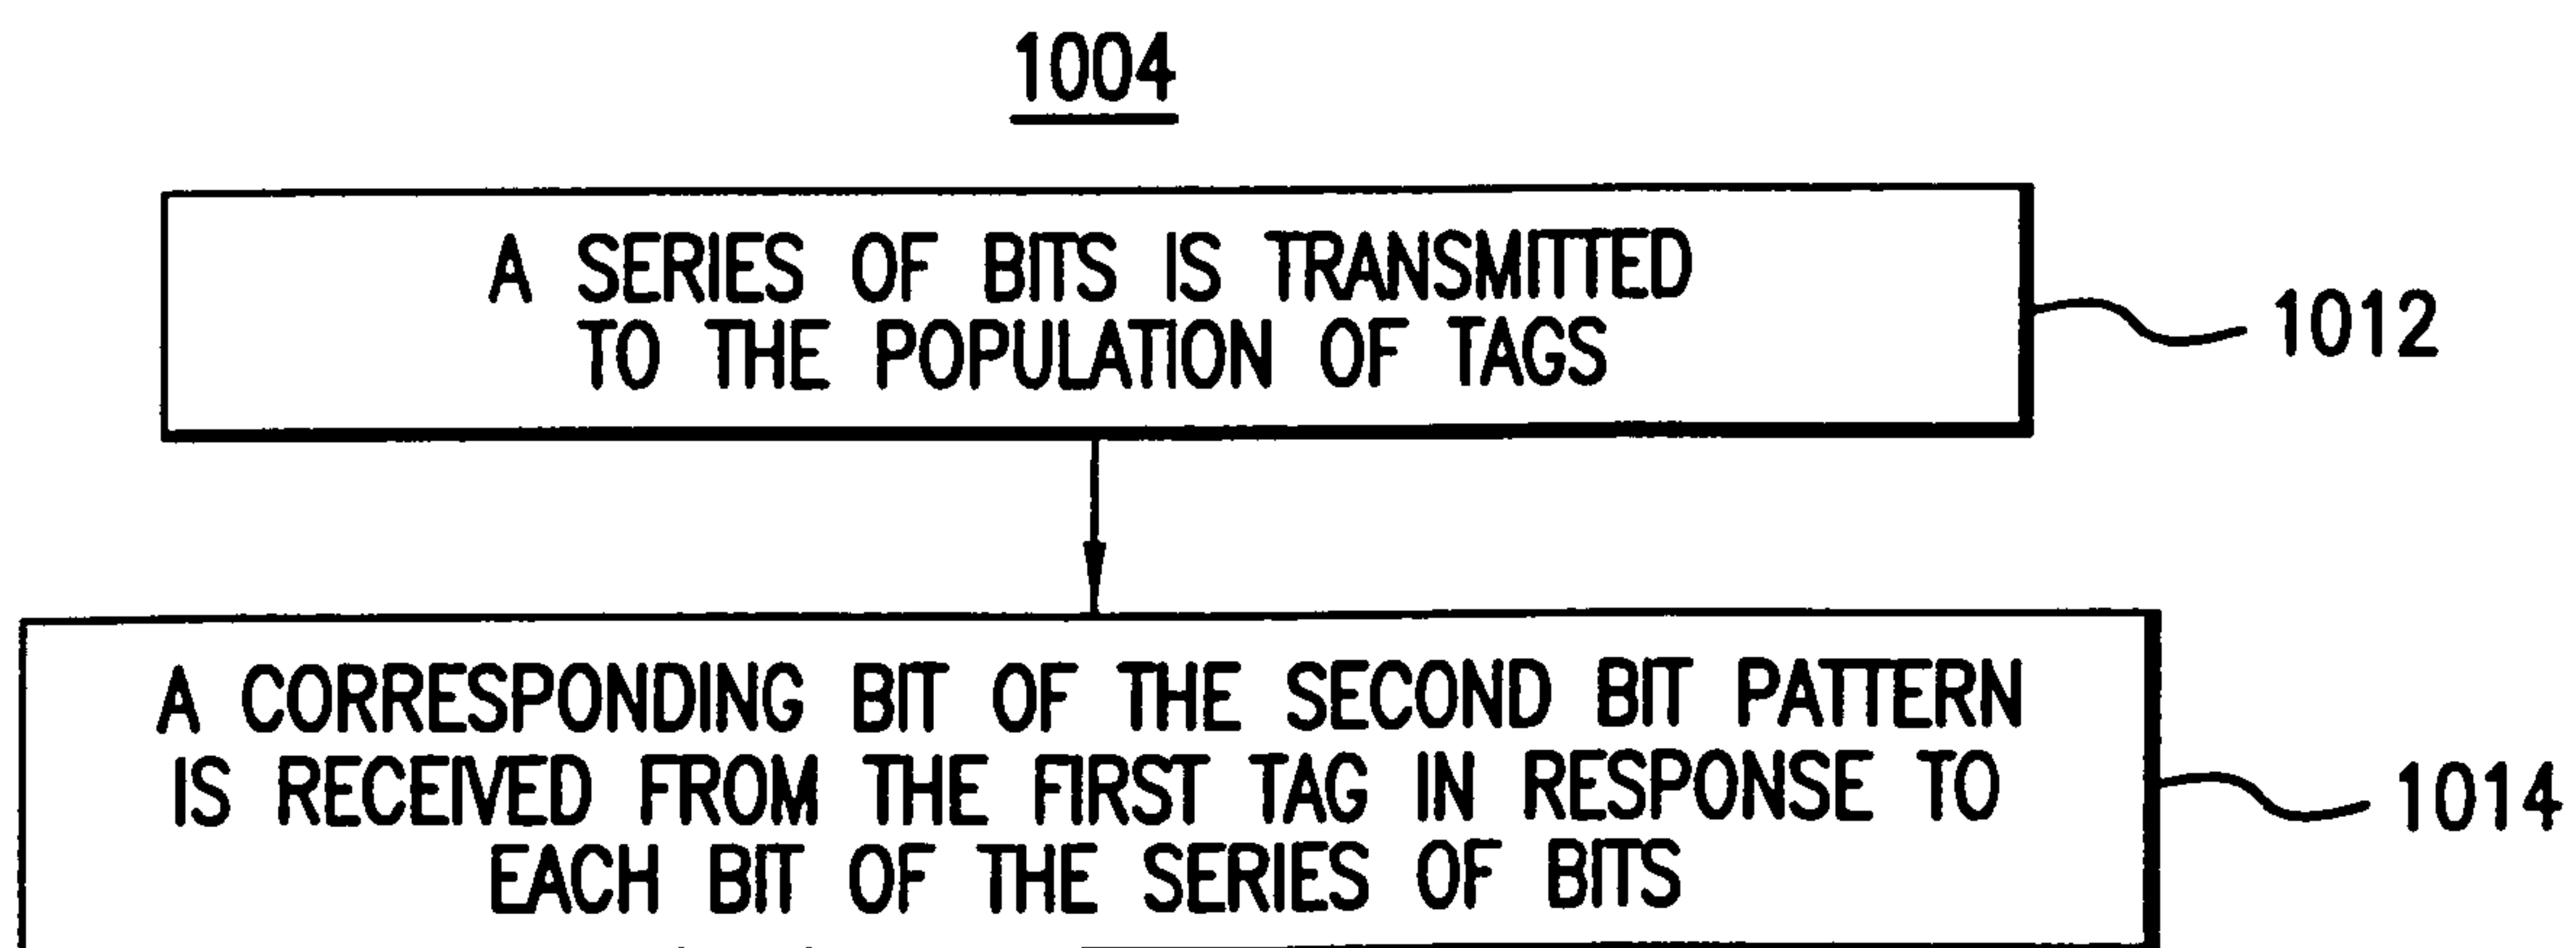 1004
A SERIES OF BITS IS TRANSMITTED
TO THE POPULATION OF TAGS
1012
A CORRESPONDING BIT OF THE SECOND BIT PATTERN
IS RECEIVED FROM THE FIRST TAG IN RESPONSE TO
EACH BIT OF THE SERIES OF BITS
1014